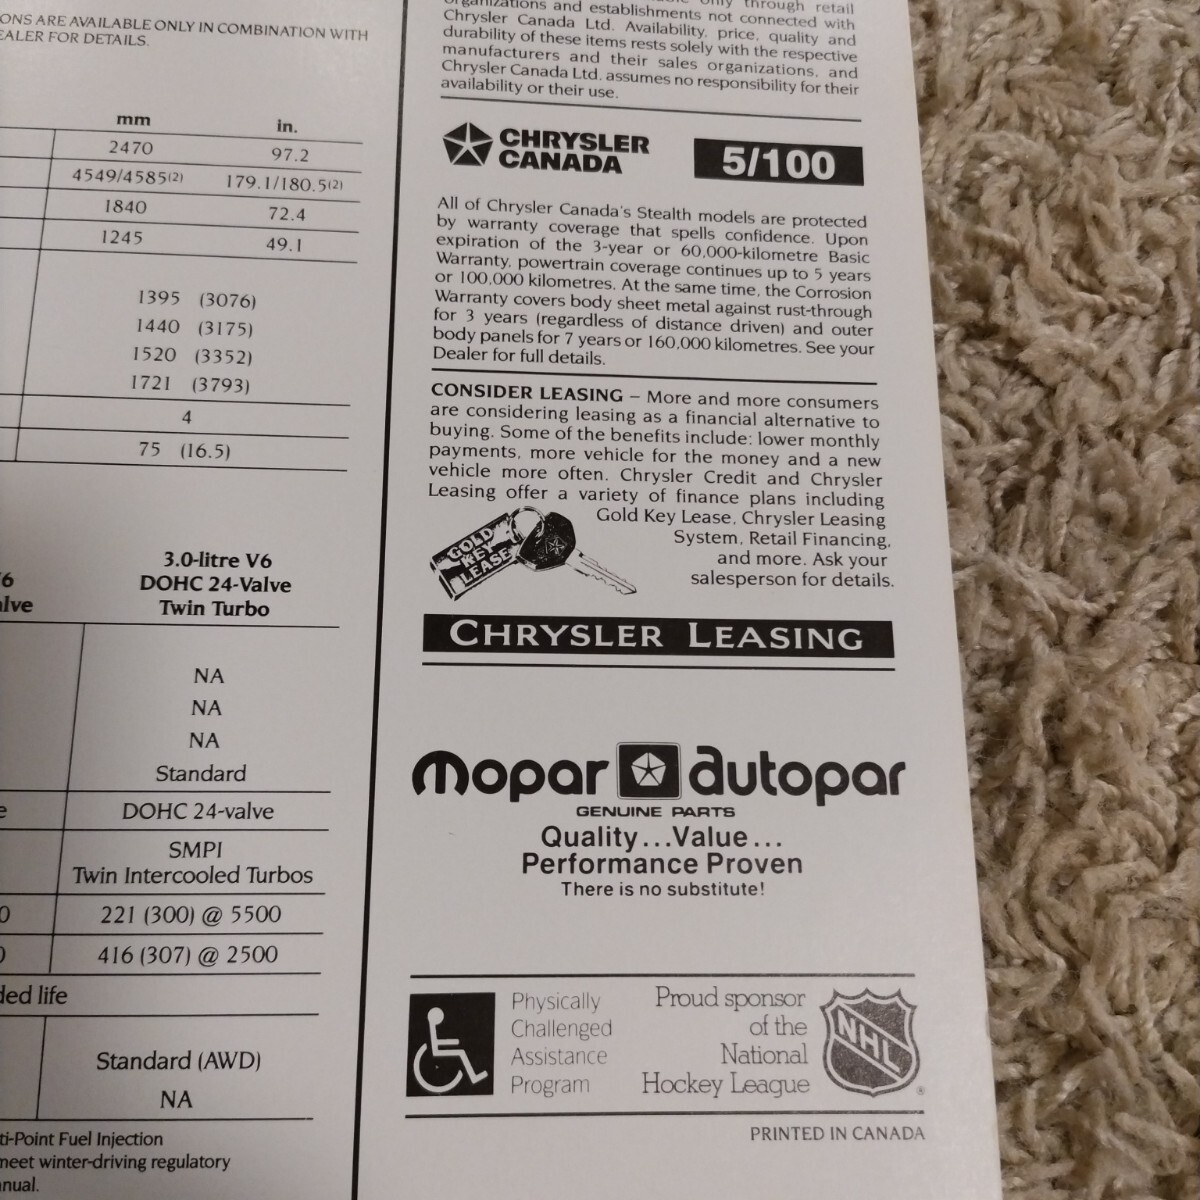 ONS ARE AVAILABLE ONLY IN COMBINATION WITH
EALER FOR DETAILS.
mm in.
2470 97.2
4549/4585(2) 179.1/180.5(2)
1840 72.4
1245 49.1
1395 (3076)
1440 (3175)
1520 (3352)
1721 (3793)
4
75 (16.5)
3.0-litre V6
DOHC 24-Valve
Twin Turbo
NA
NA
NA
Standard
DOHC 24-valve
SMPI
Twin Intercooled Turbos
221 (300) @ 5500
416 (307) @ 2500
ded life
Standard (AWD)
NA
ti-Point Fuel Injection
meet winter-driving regulatory
nual.
only through retail
organizations and establishments not connected with
Chrysler Canada Ltd. Availability, price, quality and
durability of these items rests solely with the respective
manufacturers and their sales organizations, and
Chrysler Canada Ltd. assumes no responsibility for their
availability or their use.
CHRYSLER
CANADA
5/100
All of Chrysler Canada's Stealth models are protected
by warranty coverage that spells confidence. Upon
expiration of the 3-year or 60,000-kilometre Basic
Warranty, powertrain coverage continues up to 5 years
or 100,000 kilometres. At the same time, the Corrosion
Warranty covers body sheet metal against rust-through
for 3 years (regardless of distance driven) and outer
body panels for 7 years or 160,000 kilometres. See your
Dealer for full details.
CONSIDER LEASING – More and more consumers
are considering leasing as a financial alternative to
buying. Some of the benefits include: lower monthly
payments, more vehicle for the money and a new
vehicle more often. Chrysler Credit and Chrysler
Leasing offer a variety of finance plans including
Gold Key Lease, Chrysler Leasing
System, Retail Financing,
and more. Ask your
salesperson for details.
GOLD
KEY
LEASE
CHRYSLER LEASING
mopar autopar
GENUINE PARTS
Quality...Value...
Performance Proven
There is no substitute!
Physically
Challenged
Assistance
Program
Proud sponsor
of the
National
Hockey League
NHL
PRINTED IN CANADA